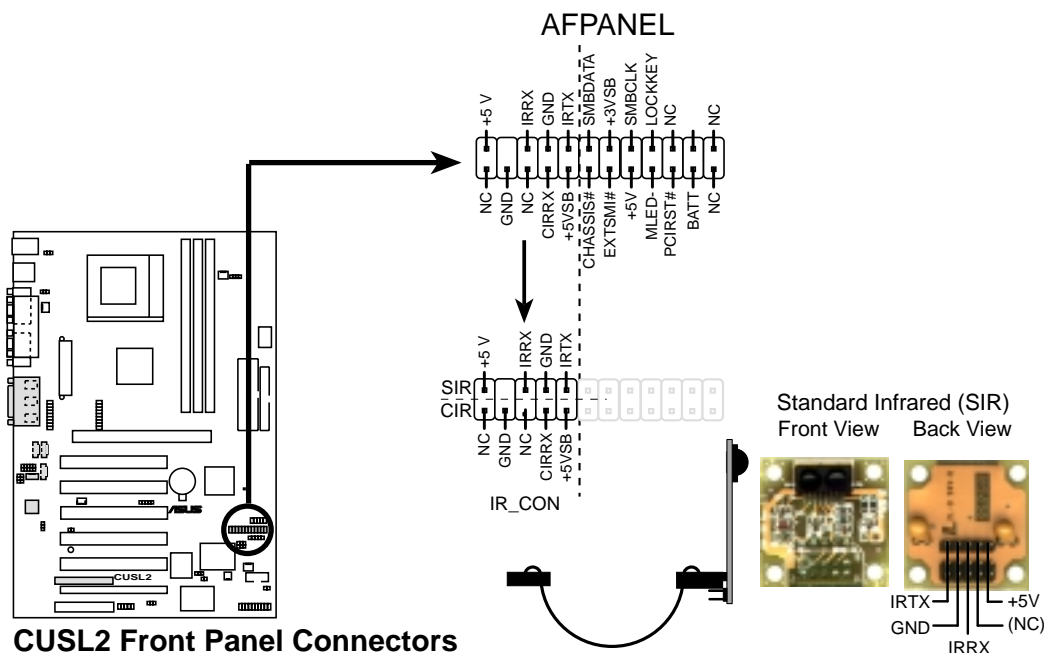 AFPANEL
+5 V
IRRX
GND
IRTX
SMBDATA
+3VSB
SMBCLK
LOCKKEY
NC
NC
NC
GND
NC
CIRRX
+5VSB
CHASSIS#
EXTSMI#
+5V
MLED-
PCIRST#
BATT
NC
+5 V
IRRX
GND
IRTX
SIR
CIR
NC
GND
NC
CIRRX
+5VSB
IR_CON
Standard Infrared (SIR)
Front View
Back View
IRTX
+5V
GND
(NC)
IRRX
ASUS
CUSL2
CUSL2 Front Panel Connectors